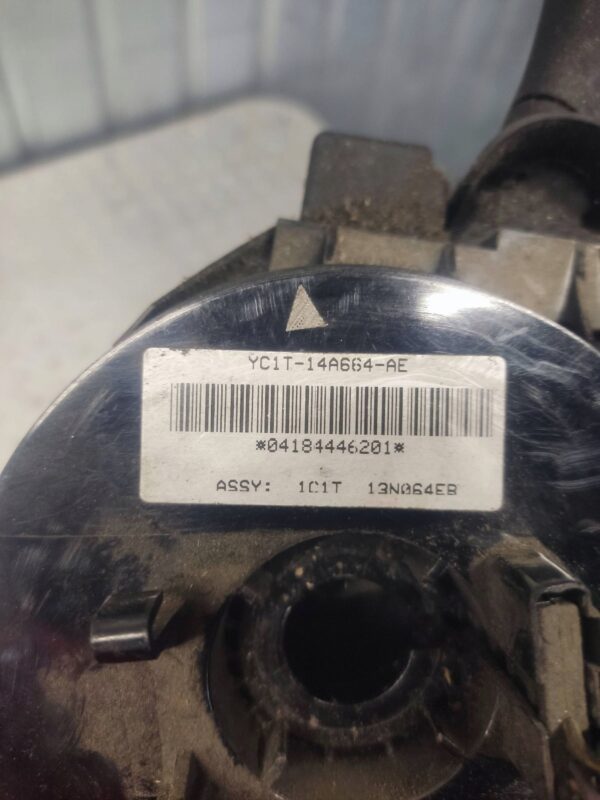 YC1T-14A664-AE
*04184446201*
ASSY: 1C1T 13N064EB